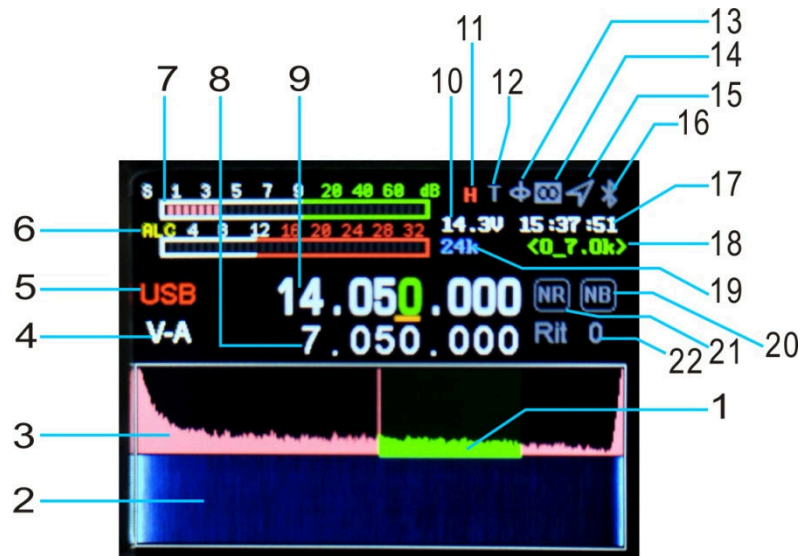 13
14
11
7 8 9 10 12 15
16
S 1 3 5 7 9 20 40 60 dB H T
17
14.3V 15:37:51
6 ALC 4 8 12 16 20 24 28 32
24k <0_7.0k> 18
5 USB 14.050.000 NR NB 19
4 V-A 7.050.000 Rit 0 20
21
22
1
3
2